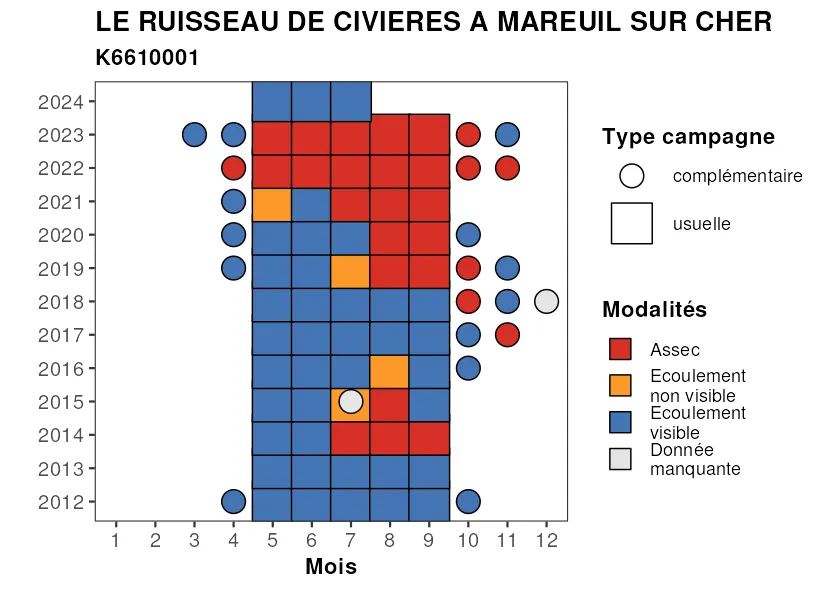 LE RUISSEAU DE CIVIERES A MAREUIL SUR CHER
K6610001
2024
2023
2022
2021
2020
2019
2018
2017
2016
2015
2014
2013
2012
1 2 3 4 5 6 7 8 9 10 11 12
Mois
Type campagne
complémentaire
usuelle
Modalités
Assec
Ecoulement
non visible
Ecoulement
visible
Donnée
manquante